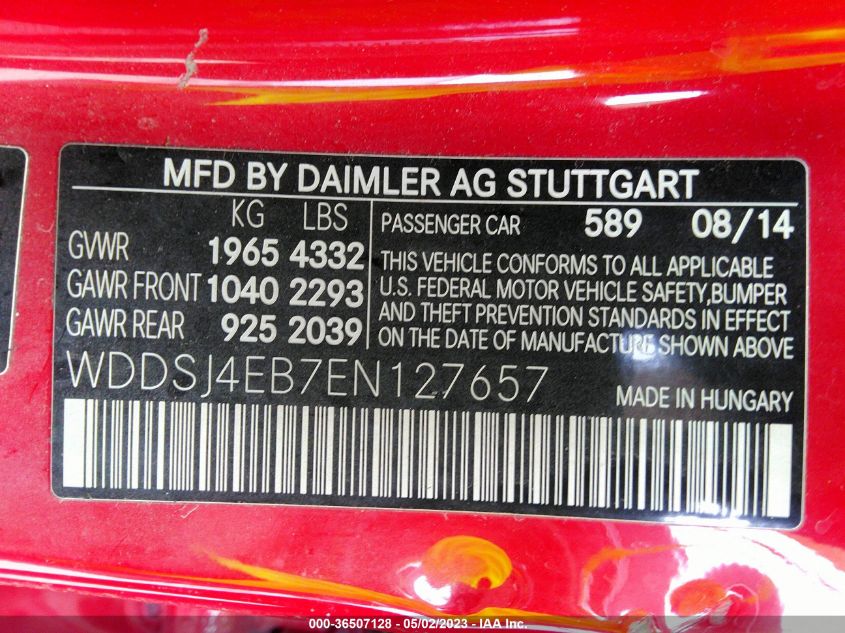 MFD BY DAIMLER AG STUTTGART
KG LBS
GVWR 1965 4332
GAWR FRONT 1040 2293
GAWR REAR 925 2039
PASSENGER CAR 589 08/14
THIS VEHICLE CONFORMS TO ALL APPLICABLE
U.S. FEDERAL MOTOR VEHICLE SAFETY,BUMPER
AND THEFT PREVENTION STANDARDS IN EFFECT
ON THE DATE OF MANUFACTURE SHOWN ABOVE
WDDSJ4EB7EN127657
MADE IN HUNGARY
000-36507128 - 05/02/2023 - IAA Inc.